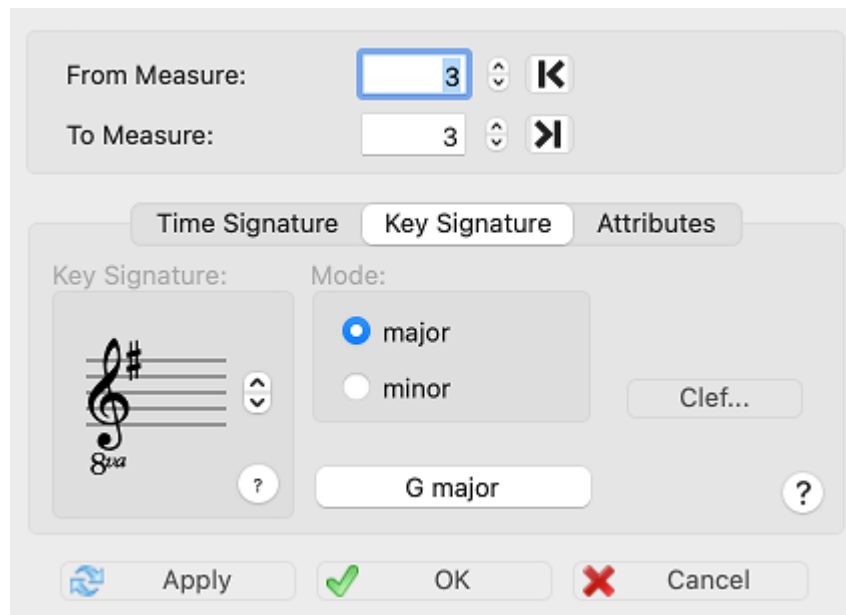 From Measure: 3
To Measure: 3
Time Signature Key Signature Attributes
Key Signature: Mode:
major
minor
Clef...
8va
?
G major
?
Apply OK Cancel